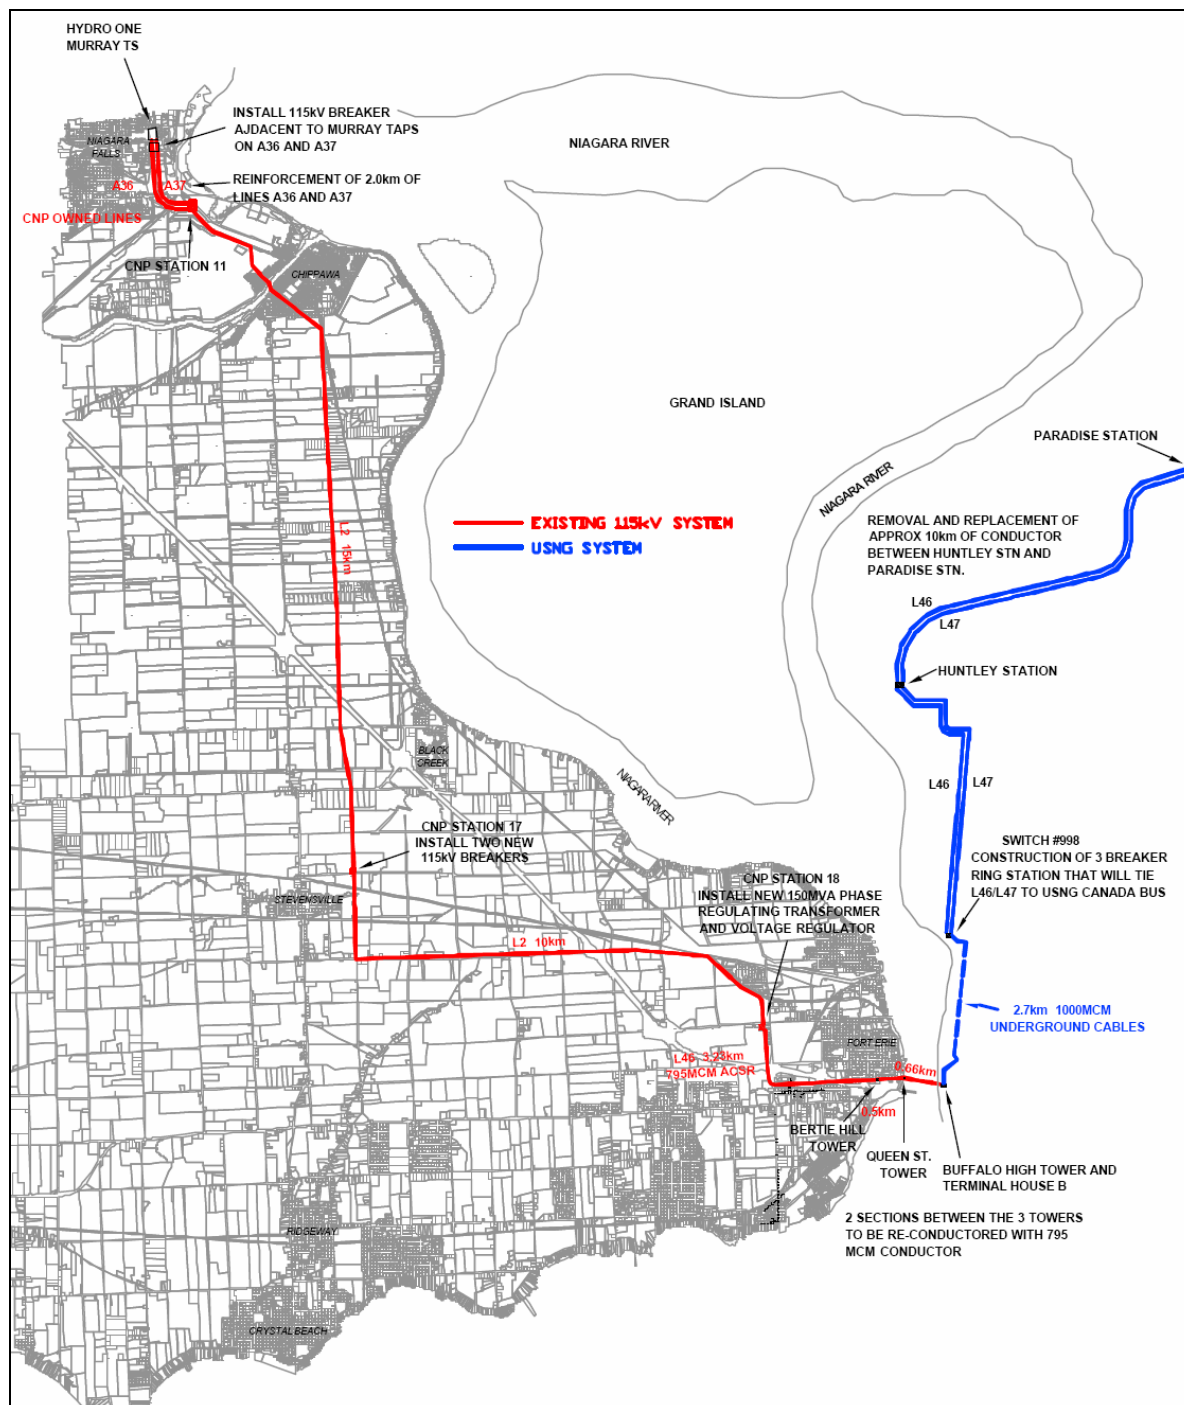 HYDRO ONE
MURRAY TS
INSTALL 115kV BREAKER
AJDACENT TO MURRAY TAPS
ON A36 AND A37
NIAGARA
FALLS
NIAGARA RIVER
A36
A37
REINFORCEMENT OF 2.0km OF
LINES A36 AND A37
CNP OWNED LINES
CNP STATION 11
CHIPPAWA
GRAND ISLAND
PARADISE STATION
NIAGARA RIVER
EXISTING 115kV SYSTEM
USNG SYSTEM
REMOVAL AND REPLACEMENT OF
APPROX 10km OF CONDUCTOR
BETWEEN HUNTLEY STN AND
PARADISE STN.
L2 15km
L46
L47
HUNTLEY STATION
BLACK
CREEK
NIAGARA RIVER
L46
L47
CNP STATION 17
INSTALL TWO NEW
115kV BREAKERS
SWITCH #998
CONSTRUCTION OF 3 BREAKER
RING STATION THAT WILL TIE
L46/L47 TO USNG CANADA BUS
CNP STATION 18
INSTALL NEW 150MVA PHASE
REGULATING TRANSFORMER
AND VOLTAGE REGULATOR
STEVENSVILLE
L2 10km
2.7km 1000MCM
UNDERGROUND CABLES
FORT ERIE
L46 3.23km
795MCM ACSR
0.66km
0.5km
BERTIE HILL
TOWER
QUEEN ST.
TOWER
BUFFALO HIGH TOWER AND
TERMINAL HOUSE B
2 SECTIONS BETWEEN THE 3 TOWERS
TO BE RE-CONDUCTORED WITH 795
MCM CONDUCTOR
RIDGEWAY
CRYSTAL BEACH